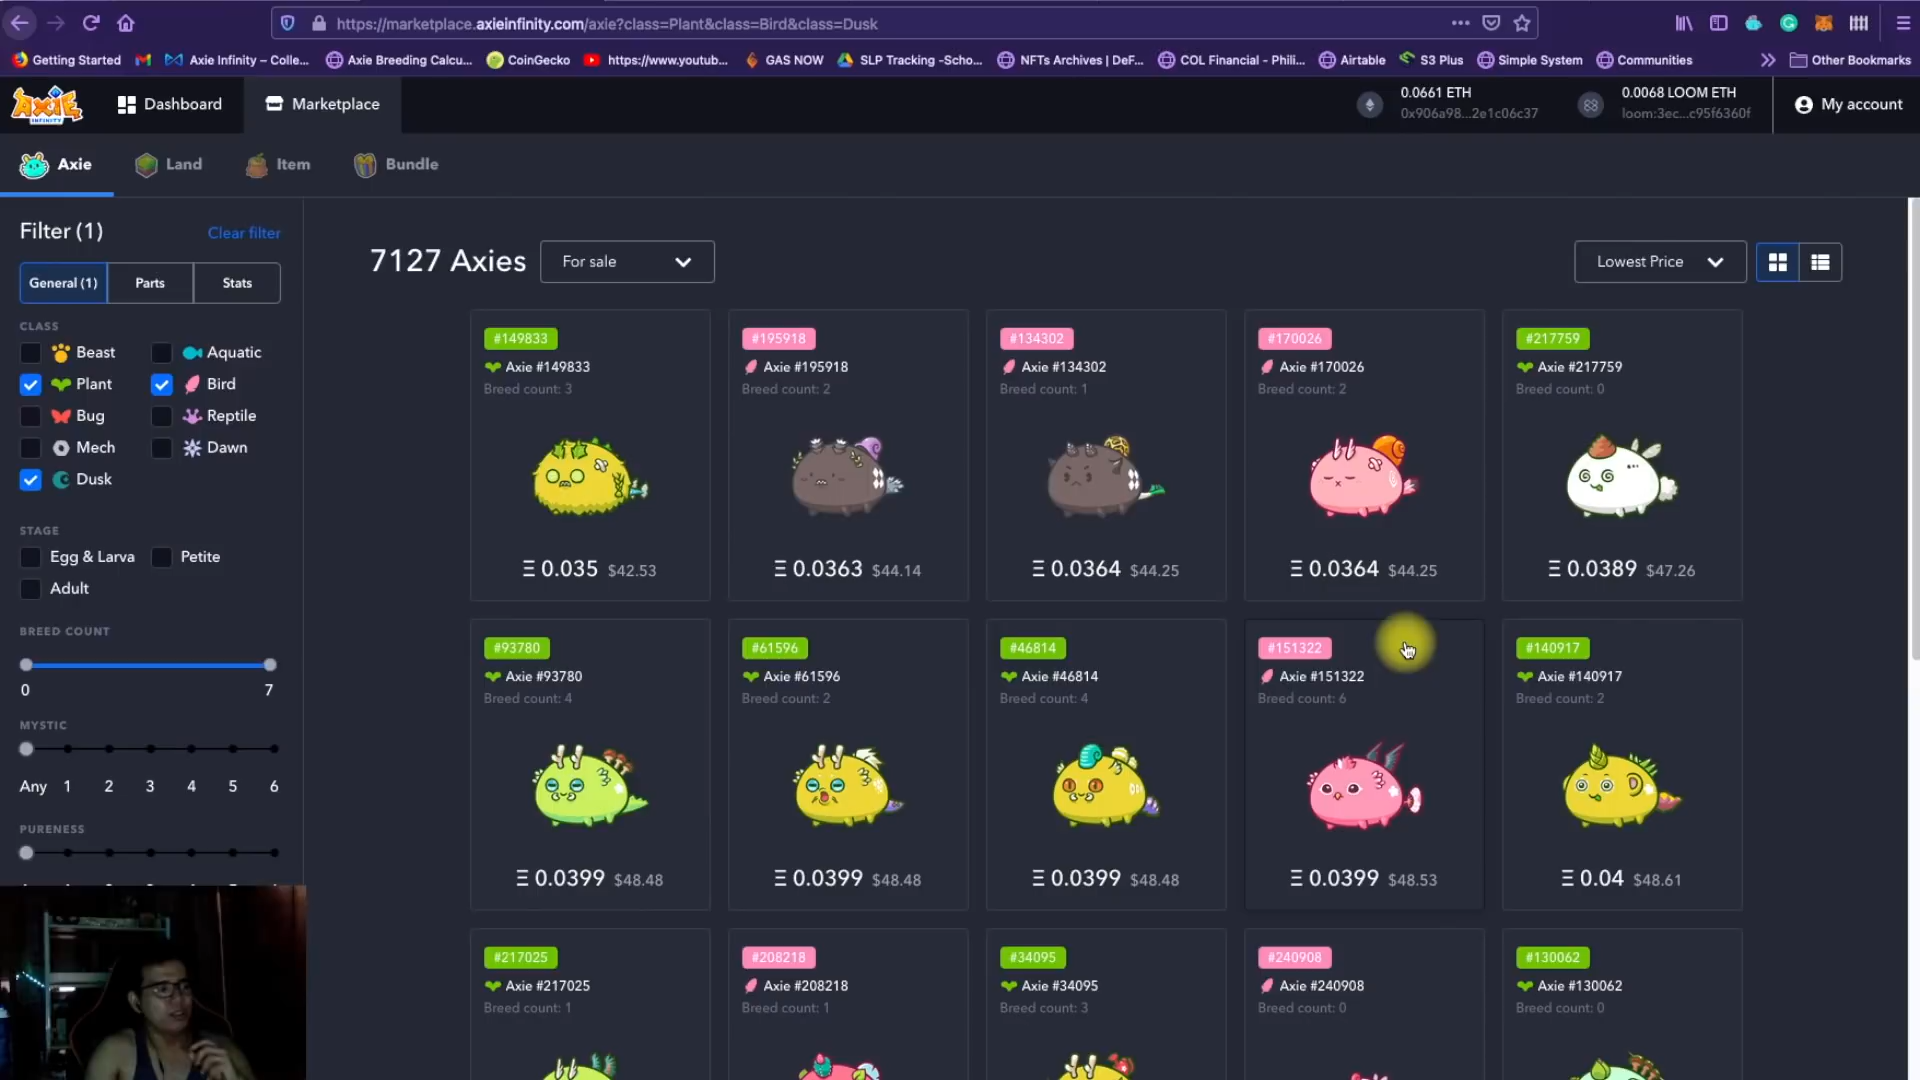 https://marketplace.axieinfinity.com/axie?class=Plant&class=Bird&class=Dusk
Getting Started
Axie Infinity – Colle...
Axie Breeding Calcu...
CoinGecko
https://www.youtub...
GAS NOW
SLP Tracking -Scho...
NFTs Archives | DeF...
COL Financial - Phili...
Airtable
S3 Plus
Simple System
Communities
Other Bookmarks
AXIE
INFINITY
Dashboard
Marketplace
0.0661 ETH
0x906a98...2e1c06c37
0.0068 LOOM ETH
loom:3ec...c95f6360f
My account
Axie
Land
Item
Bundle
Filter (1)
Clear filter
General (1)
Parts
Stats
CLASS
Beast
Aquatic
Plant
Bird
Bug
Reptile
Mech
Dawn
Dusk
STAGE
Egg & Larva
Petite
Adult
BREED COUNT
0
7
MYSTIC
Any 1 2 3 4 5 6
PURENESS
7127 Axies
For sale
Lowest Price
#149833
Axie #149833
Breed count: 3
Ξ 0.035 $42.53
#195918
Axie #195918
Breed count: 2
Ξ 0.0363 $44.14
#134302
Axie #134302
Breed count: 1
Ξ 0.0364 $44.25
#170026
Axie #170026
Breed count: 2
Ξ 0.0364 $44.25
#217759
Axie #217759
Breed count: 0
Ξ 0.0389 $47.26
#93780
Axie #93780
Breed count: 4
Ξ 0.0399 $48.48
#61596
Axie #61596
Breed count: 2
Ξ 0.0399 $48.48
#46814
Axie #46814
Breed count: 4
Ξ 0.0399 $48.48
#151322
Axie #151322
Breed count: 6
Ξ 0.0399 $48.53
#140917
Axie #140917
Breed count: 2
Ξ 0.04 $48.61
#217025
Axie #217025
Breed count: 1
#208218
Axie #208218
Breed count: 1
#34095
Axie #34095
Breed count: 3
#240908
Axie #240908
Breed count: 0
#130062
Axie #130062
Breed count: 0